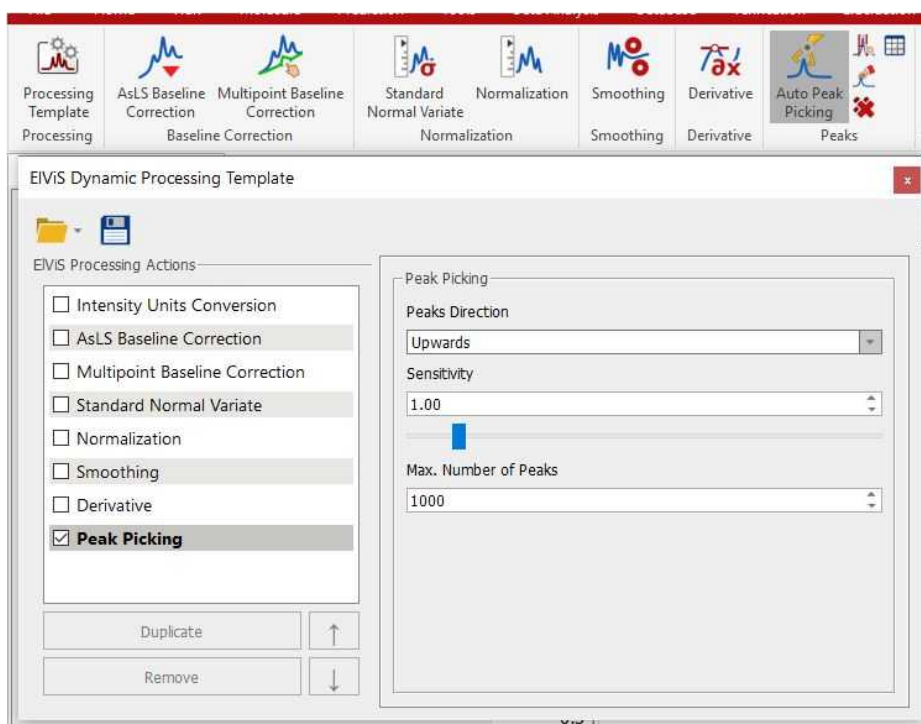 Processing Template
AsLS Baseline Correction
Multipoint Baseline Correction
Standard Normal Variate
Normalization
Smoothing
Derivative
Auto Peak Picking
Processing
Baseline Correction
Normalization
Smoothing
Derivative
Peaks
ElViS Dynamic Processing Template
x
ElViS Processing Actions
Intensity Units Conversion
AsLS Baseline Correction
Multipoint Baseline Correction
Standard Normal Variate
Normalization
Smoothing
Derivative
Peak Picking
Duplicate
Remove
Peak Picking
Peaks Direction
Upwards
Sensitivity
1.00
Max. Number of Peaks
1000